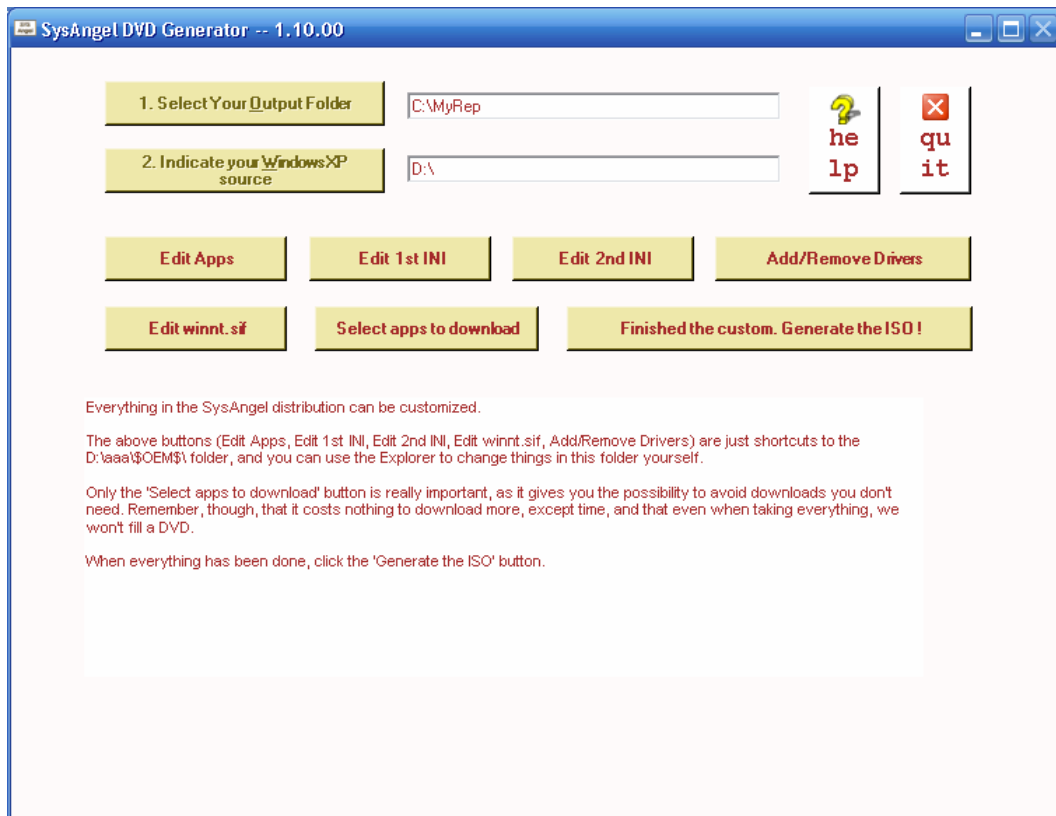 SysAngel DVD Generator -- 1.10.00
1. Select Your Output Folder
C:\MyRep
2. Indicate your WindowsXP
source
D:\
he
lp
qu
it
Edit Apps
Edit 1st INI
Edit 2nd INI
Add/Remove Drivers
Edit winnt.sif
Select apps to download
Finished the custom. Generate the ISO !
Everything in the SysAngel distribution can be customized.
The above buttons (Edit Apps, Edit 1st INI, Edit 2nd INI, Edit winnt.sif, Add/Remove Drivers) are just shortcuts to the
D:\aaa\$OEM$\ folder, and you can use the Explorer to change things in this folder yourself.
Only the 'Select apps to download' button is really important, as it gives you the possibility to avoid downloads you don't
need. Remember, though, that it costs nothing to download more, except time, and that even when taking everything, we
won't fill a DVD.
When everything has been done, click the 'Generate the ISO' button.